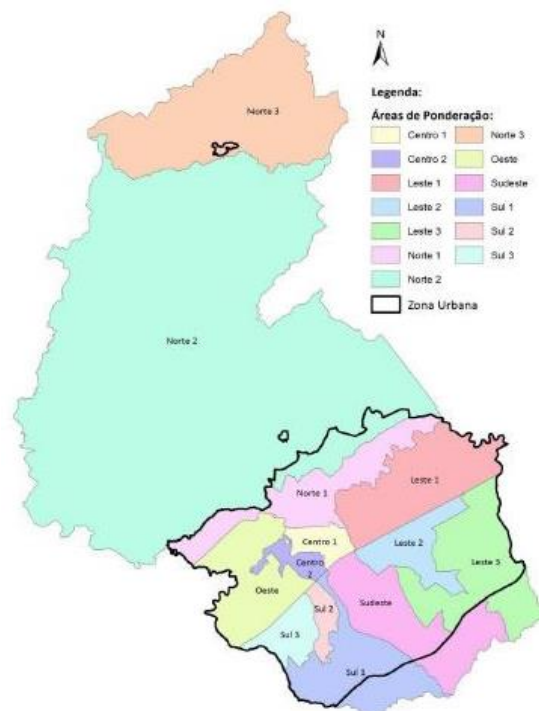 N
Legenda:
Áreas de Ponderação:
Centro 1
Norte 3
Centro 2
Oeste
Leste 1
Sudeste
Leste 2
Sul 1
Leste 3
Sul 2
Norte 1
Sul 3
Norte 2
Zona Urbana
Norte 3
Norte 2
Norte 1
Leste 1
Centro 1
Leste 2
Centro
2
Leste 3
Oeste
Sudeste
Sul 2
Sul 3
Sul 1